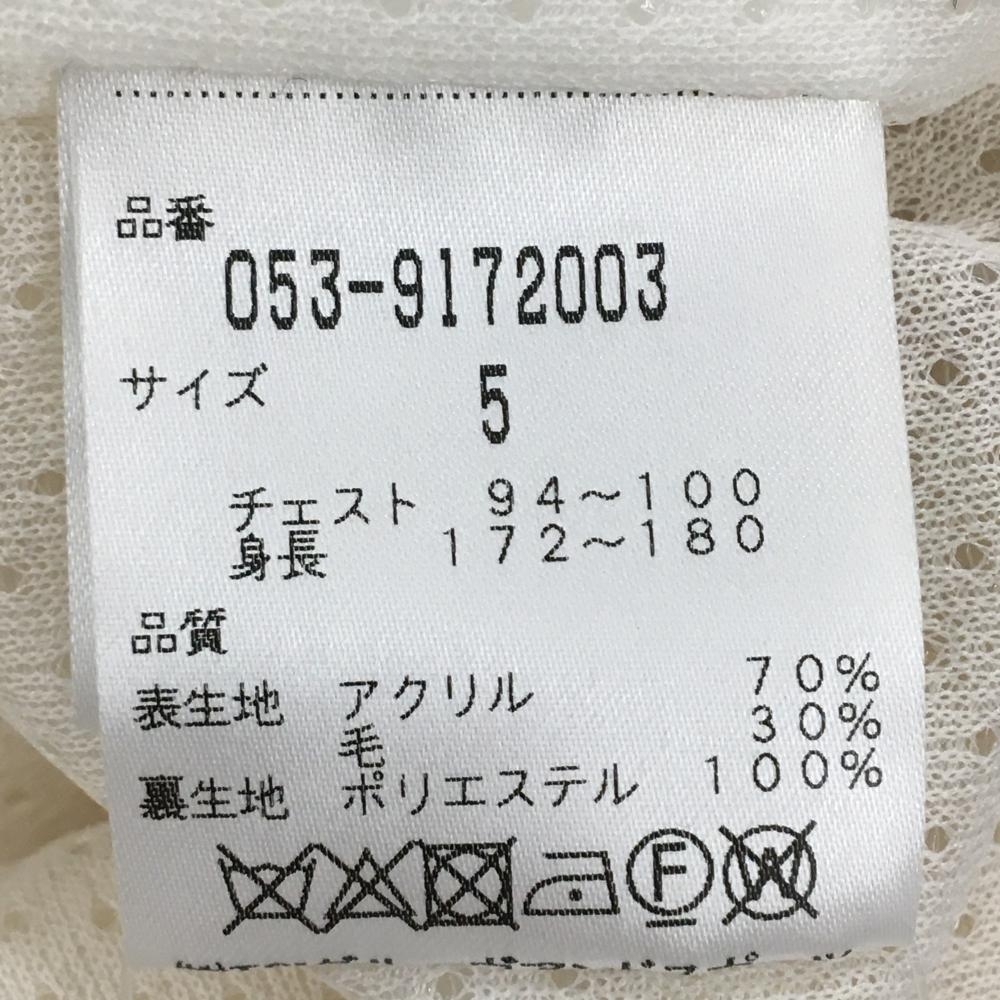 品番
053-9172003
サイズ 5
チェスト 94～100
身長 172～180
品質
表生地 アクリル 70%
毛 30%
裏生地 ポリエステル 100%
F W